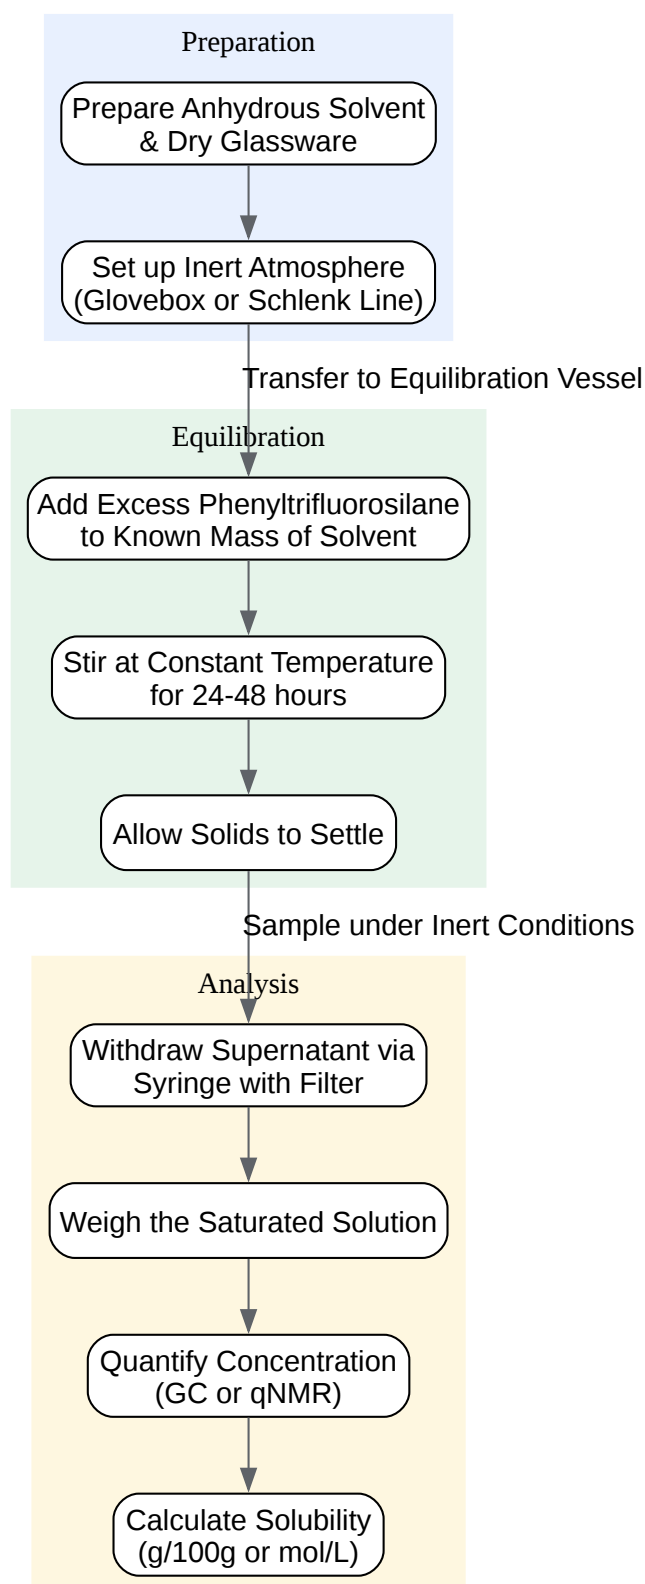 Preparation
Prepare Anhydrous Solvent
& Dry Glassware
Set up Inert Atmosphere
(Glovebox or Schlenk Line)
Transfer to Equilibration Vessel
Equilibration
Add Excess Phenyltrifluorosilane
to Known Mass of Solvent
Stir at Constant Temperature
for 24-48 hours
Allow Solids to Settle
Sample under Inert Conditions
Analysis
Withdraw Supernatant via
Syringe with Filter
Weigh the Saturated Solution
Quantify Concentration
(GC or qNMR)
Calculate Solubility
(g/100g or mol/L)